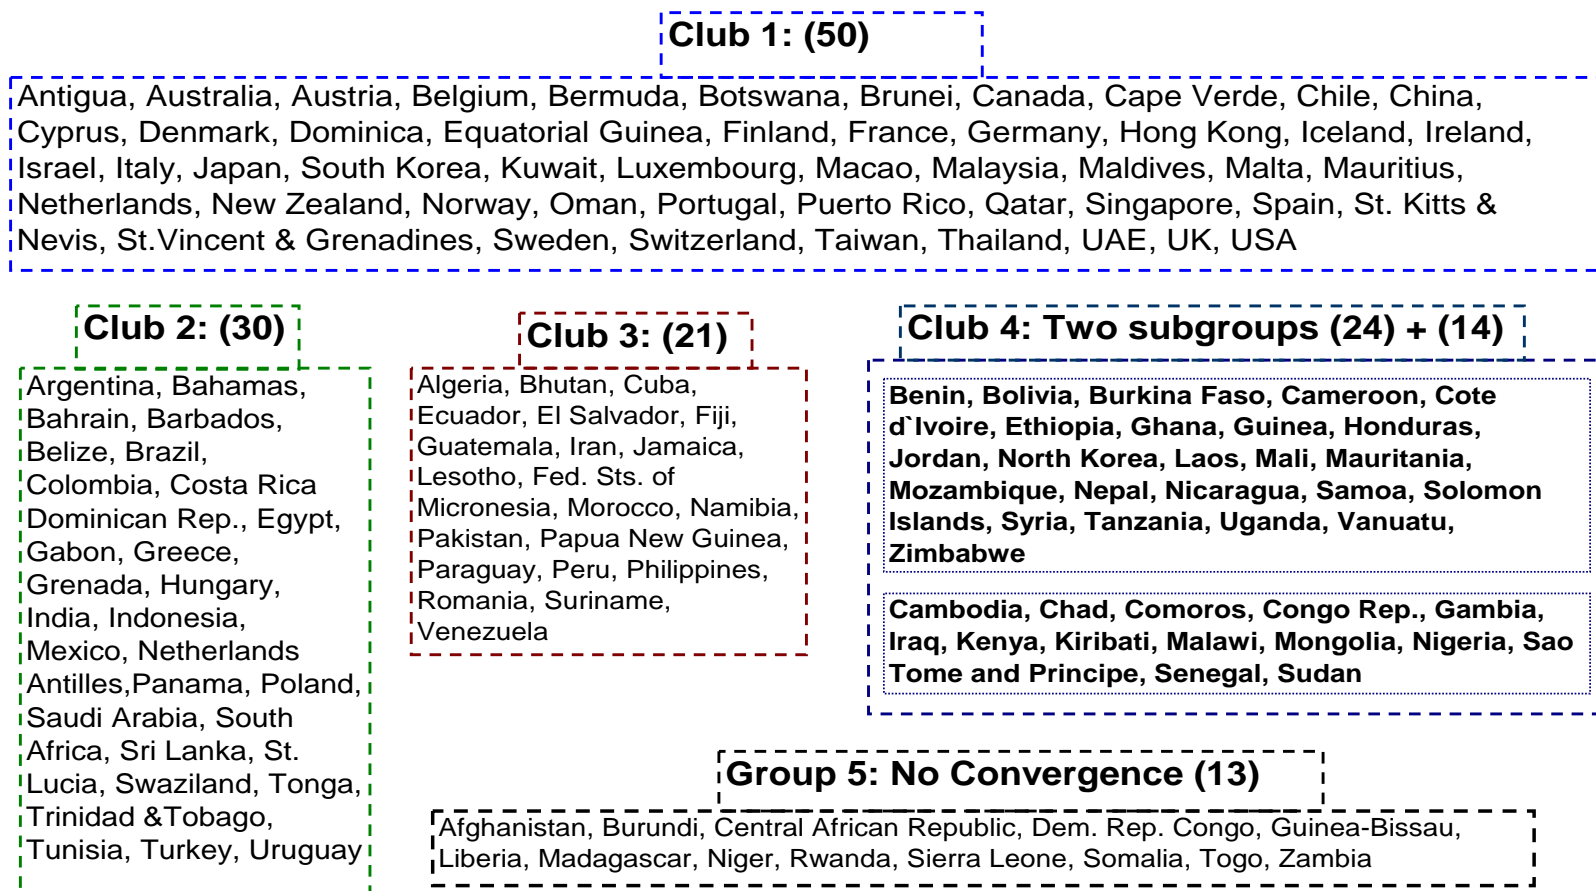 Club 1: (50)
Antigua, Australia, Austria, Belgium, Bermuda, Botswana, Brunei, Canada, Cape Verde, Chile, China,
Cyprus, Denmark, Dominica, Equatorial Guinea, Finland, France, Germany, Hong Kong, Iceland, Ireland,
Israel, Italy, Japan, South Korea, Kuwait, Luxembourg, Macao, Malaysia, Maldives, Malta, Mauritius,
Netherlands, New Zealand, Norway, Oman, Portugal, Puerto Rico, Qatar, Singapore, Spain, St. Kitts &
Nevis, St.Vincent & Grenadines, Sweden, Switzerland, Taiwan, Thailand, UAE, UK, USA
Club 2: (30)
Argentina, Bahamas,
Bahrain, Barbados,
Belize, Brazil,
Colombia, Costa Rica
Dominican Rep., Egypt,
Gabon, Greece,
Grenada, Hungary,
India, Indonesia,
Mexico, Netherlands
Antilles,Panama, Poland,
Saudi Arabia, South
Africa, Sri Lanka, St.
Lucia, Swaziland, Tonga,
Trinidad &Tobago,
Tunisia, Turkey, Uruguay
Club 3: (21)
Algeria, Bhutan, Cuba,
Ecuador, El Salvador, Fiji,
Guatemala, Iran, Jamaica,
Lesotho, Fed. Sts. of
Micronesia, Morocco, Namibia,
Pakistan, Papua New Guinea,
Paraguay, Peru, Philippines,
Romania, Suriname,
Venezuela
Club 4: Two subgroups (24) + (14)
Benin, Bolivia, Burkina Faso, Cameroon, Cote
d`Ivoire, Ethiopia, Ghana, Guinea, Honduras,
Jordan, North Korea, Laos, Mali, Mauritania,
Mozambique, Nepal, Nicaragua, Samoa, Solomon
Islands, Syria, Tanzania, Uganda, Vanuatu,
Zimbabwe
Cambodia, Chad, Comoros, Congo Rep., Gambia,
Iraq, Kenya, Kiribati, Malawi, Mongolia, Nigeria, Sao
Tome and Principe, Senegal, Sudan
Group 5: No Convergence (13)
Afghanistan, Burundi, Central African Republic, Dem. Rep. Congo, Guinea-Bissau,
Liberia, Madagascar, Niger, Rwanda, Sierra Leone, Somalia, Togo, Zambia